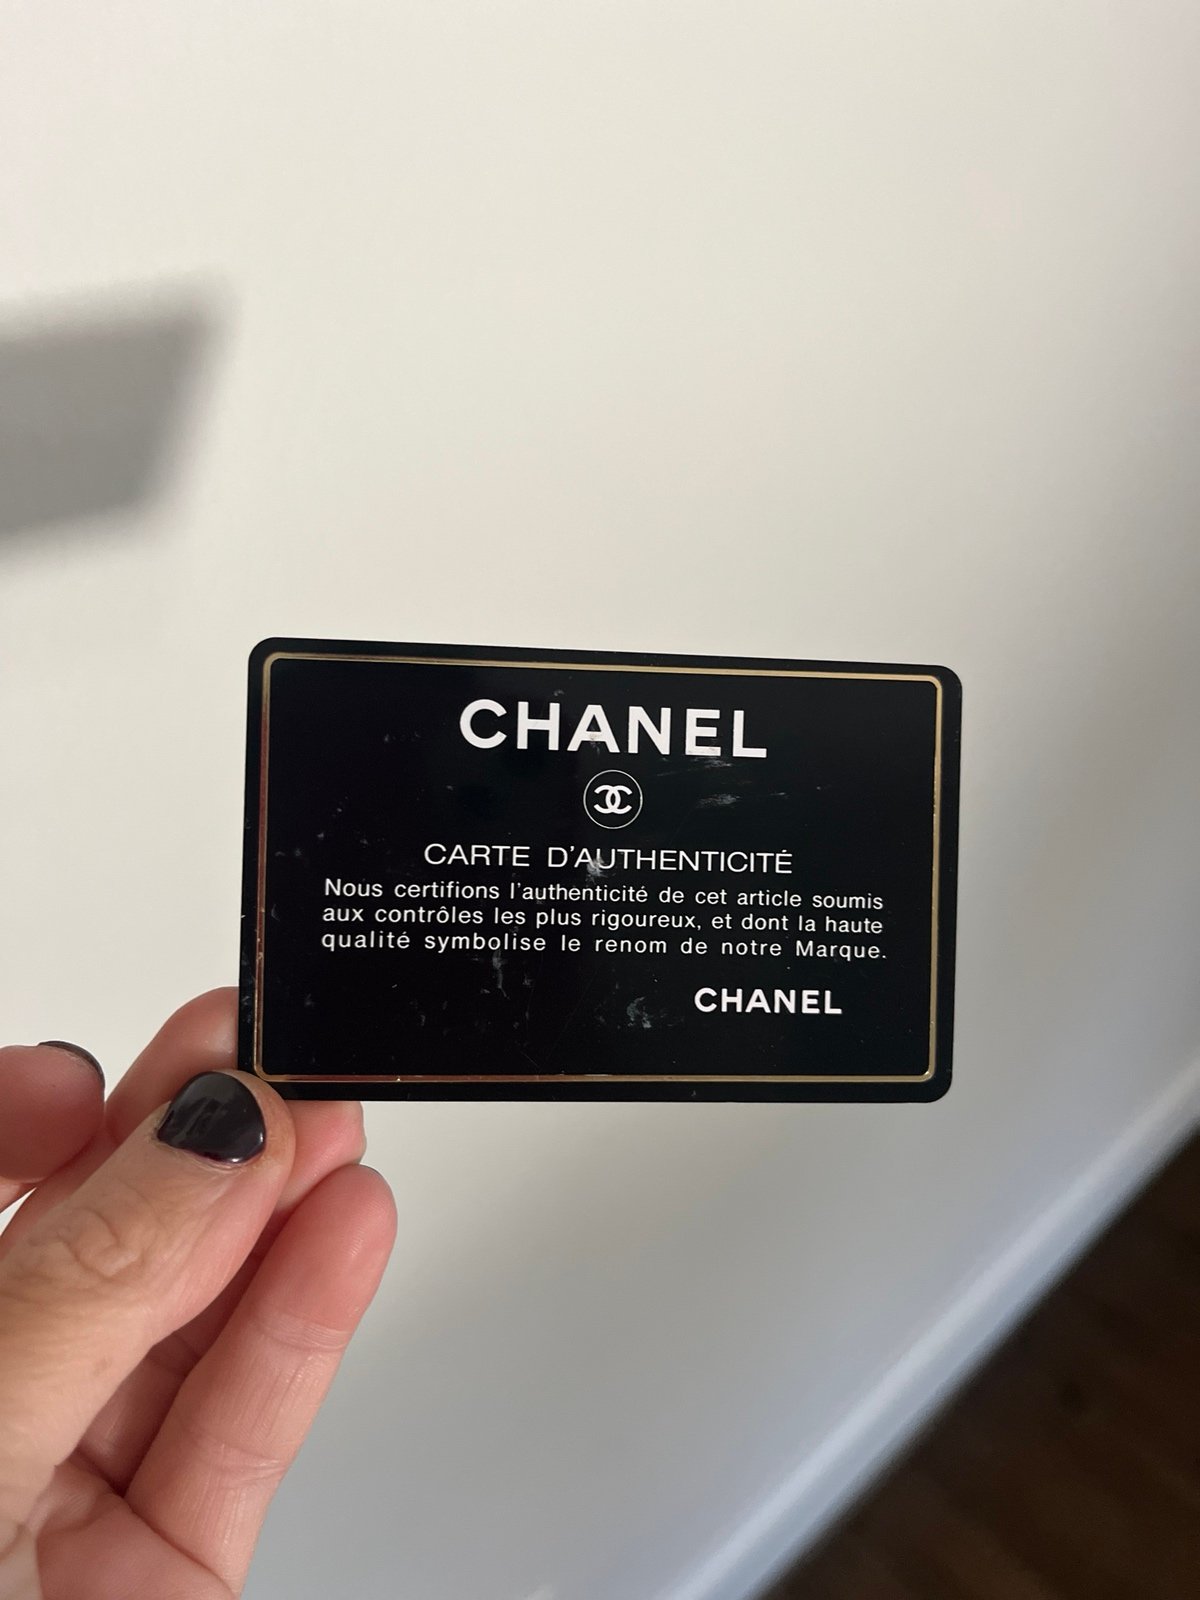 CHANEL
CARTE D'AUTHENTICITÉ
Nous certifions l'authenticité de cet article soumis
aux contrôles les plus rigoureux, et dont la haute
qualité symbolise le renom de notre Marque.
CHANEL